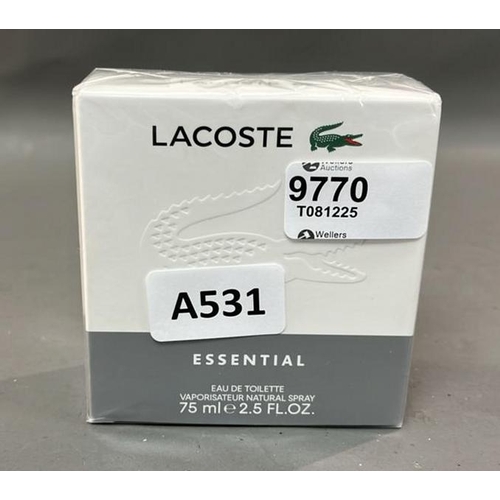 LACOSTE
Wellers
Auctions
9770
T081225
Wellers
A531
ESSENTIAL
EAU DE TOILETTE
VAPORISATEUR NATURAL SPRAY
75 ml e 2.5 FL.OZ.